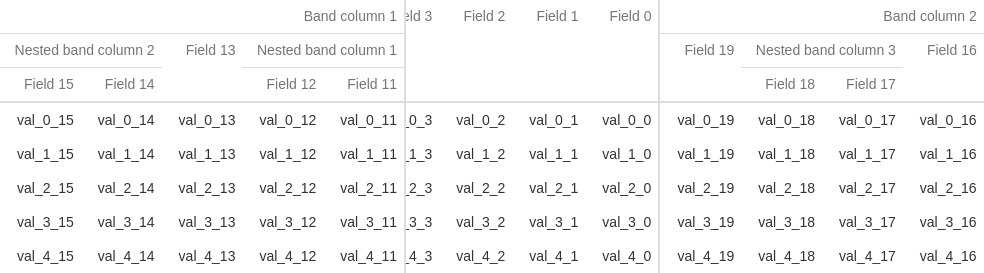 Band column 1 Field 2 Field 1 Field 0 Band column 2
Nested band column 2 Field 13 Nested band column 1 Field 19 Nested band column 3 Field 16
Field 15 Field 14 Field 12 Field 11 Field 18 Field 17
val_0_15 val_0_14 val_0_13 val_0_12 val_0_11 _0_3 val_0_2 val_0_1 val_0_0 val_0_19 val_0_18 val_0_17 val_0_16
val_1_15 val_1_14 val_1_13 val_1_12 val_1_11 _1_3 val_1_2 val_1_1 val_1_0 val_1_19 val_1_18 val_1_17 val_1_16
val_2_15 val_2_14 val_2_13 val_2_12 val_2_11 _2_3 val_2_2 val_2_1 val_2_0 val_2_19 val_2_18 val_2_17 val_2_16
val_3_15 val_3_14 val_3_13 val_3_12 val_3_11 _3_3 val_3_2 val_3_1 val_3_0 val_3_19 val_3_18 val_3_17 val_3_16
val_4_15 val_4_14 val_4_13 val_4_12 val_4_11 _4_3 val_4_2 val_4_1 val_4_0 val_4_19 val_4_18 val_4_17 val_4_16